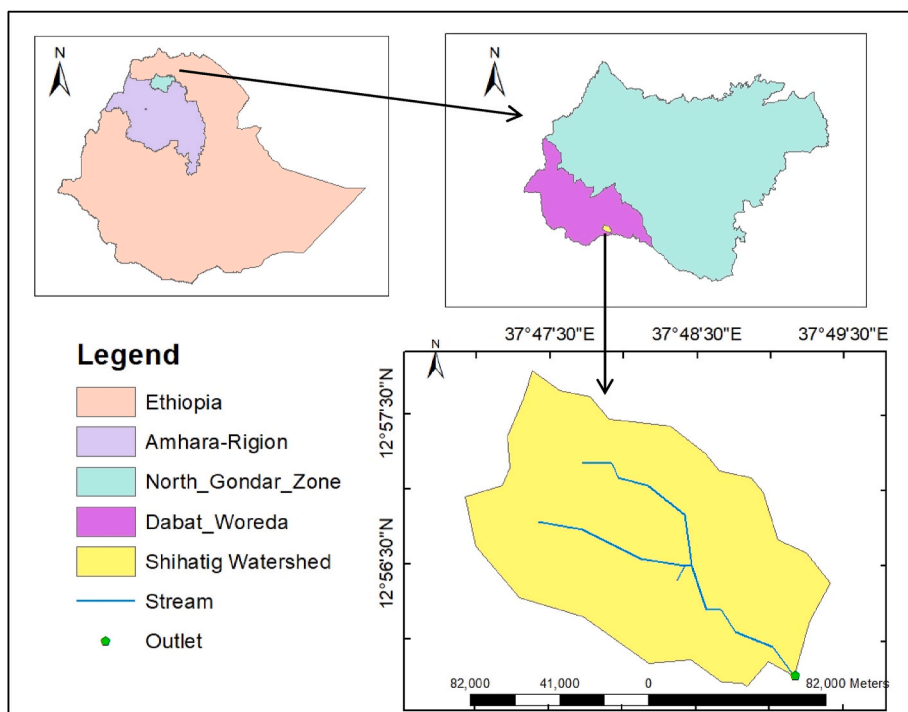 N
N
37°47'30"E 37°48'30"E 37°49'30"E
N
12°57'30"N
12°56'30"N
Legend
Ethiopia
Amhara-Rigion
North_Gondar_Zone
Dabat_Woreda
Shihatig Watershed
Stream
Outlet
82,000 41,000 0 82,000 Meters